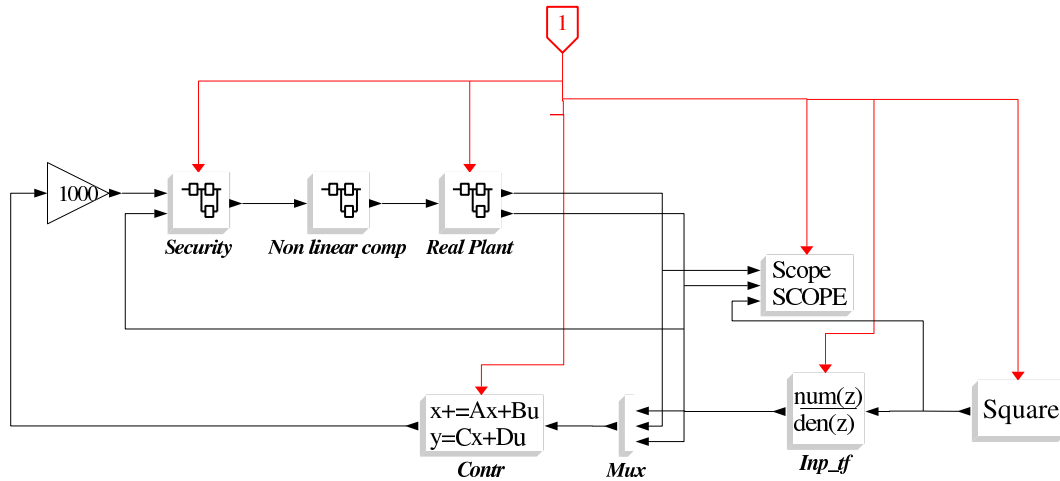 1
1000
Security
Non linear comp
Real Plant
Scope
SCOPE
x+=Ax+Bu
y=Cx+Du
Contr
Mux
num(z)
den(z)
Inp_tf
Square